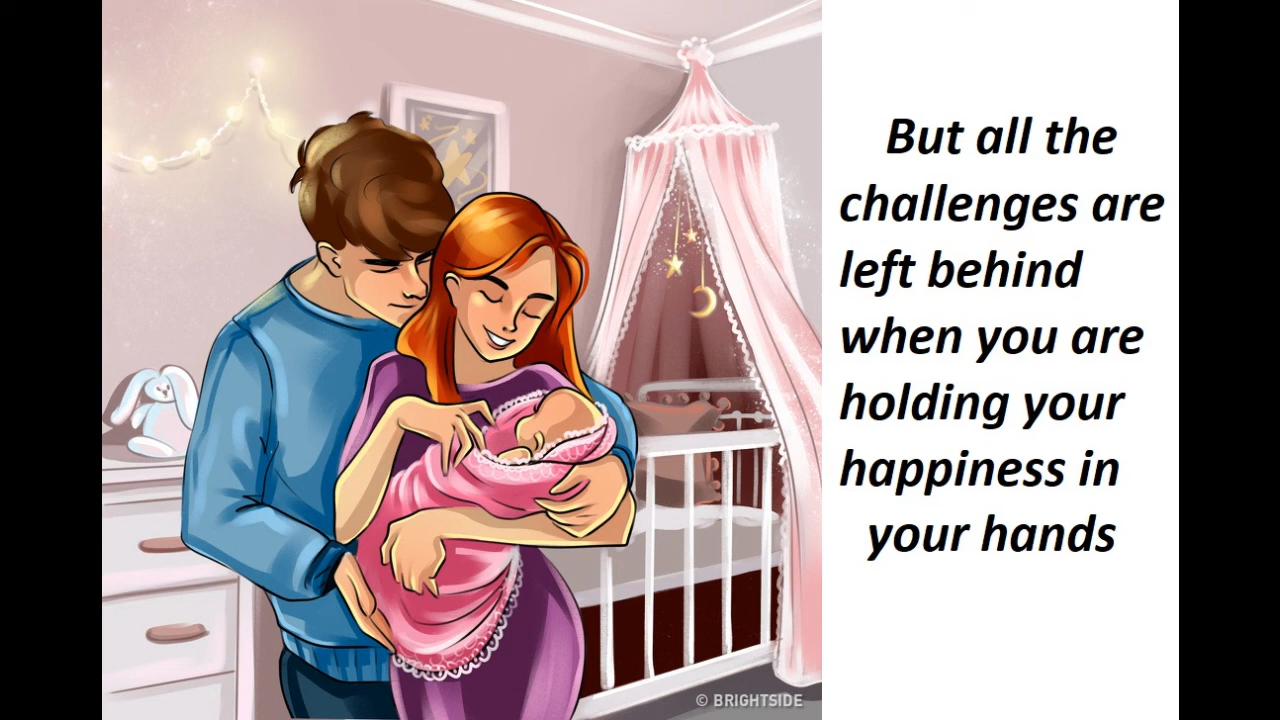 But all the
challenges are
left behind
when you are
holding your
happiness in
your hands
© BRIGHTSIDE